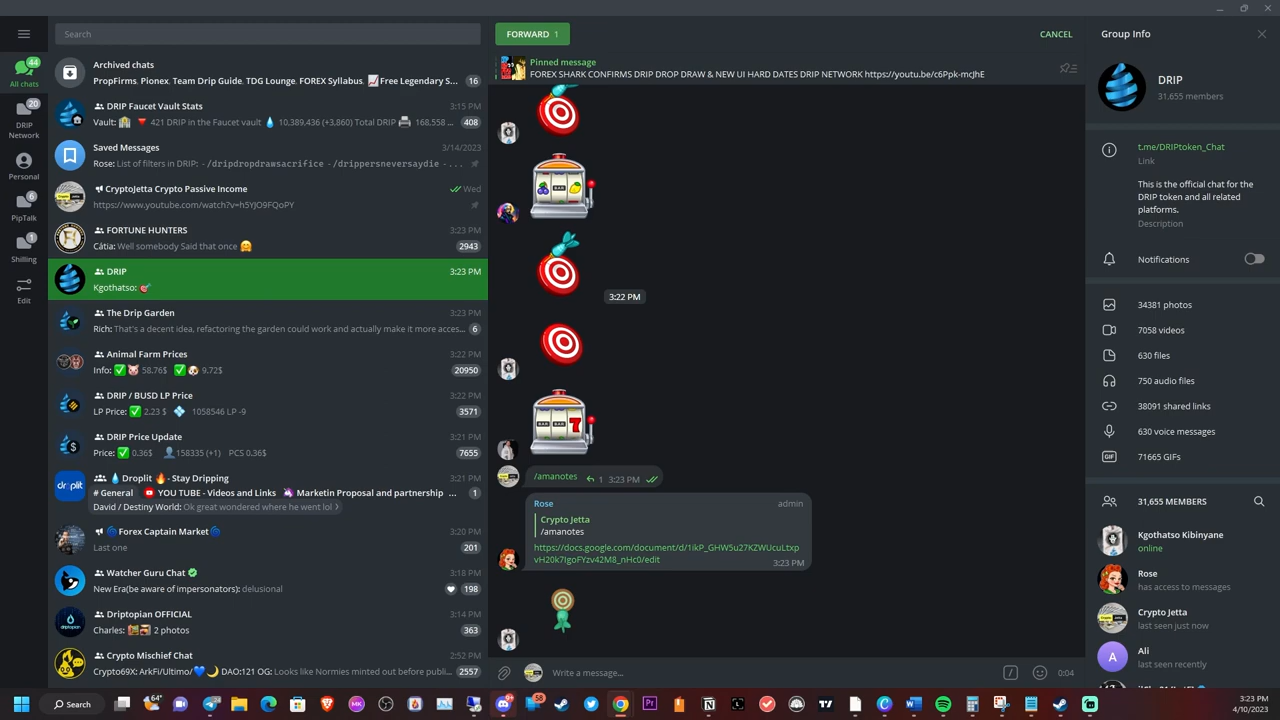 44
All chats
20
DRIP
Network
Personal
6
PipTalk
1
Shilling
Edit
Search
Archived chats
PropFirms, Pionex, Team Drip Guide, TDG Lounge, FOREX Syllabus, 📈Free Legendary S...
16
DRIP Faucet Vault Stats
3:15 PM
Vault: 🏦 🔻 421 DRIP in the Faucet vault 💧 10,389,436 (+3,860) Total DRIP 🖨 168,558 ...
408
Saved Messages
3/14/2023
Rose: List of filters in DRIP: - /dripdropdrawsacrifice - /drippersneversaydie - ...
CryptoJetta Crypto Passive Income
Wed
https://www.youtube.com/watch?v=h5YJO9FQoPY
FORTUNE HUNTERS
3:23 PM
Cátia: Well somebody Said that once 🤗
2943
DRIP
3:23 PM
Kgothatso: 🎯
The Drip Garden
3:23 PM
Rich: That's a decent idea, refactoring the garden could work and actually make it more acces...
6
Animal Farm Prices
3:22 PM
Info: ✅🐷 58.76$ ✅🐶 9.72$
20950
DRIP / BUSD LP Price
3:22 PM
LP Price: ✅ 2.23 $ 💠 1058546 LP -9
3571
DRIP Price Update
3:21 PM
Price: ✅ 0.36$ 👤158335 (+1) PCS 0.36$
7655
💧Droplit 🔥- Stay Dripping
3:21 PM
# General YOU TUBE - Videos and Links 🦄 Marketin Proposal and partnership ...
1
David / Destiny World: Ok great wondered where he went lol >
🌀Forex Captain Market🌀
3:20 PM
Last one
201
Watcher Guru Chat
3:18 PM
New Era(be aware of impersonators): delusional
198
Driptopian OFFICIAL
3:14 PM
Charles: 2 photos
363
Crypto Mischief Chat
2:52 PM
Crypto69X: ArkFi/Ultimo/💙🌙 DAO:121 OG: Looks like Normies minted out before publi...
2557
FORWARD 1
CANCEL
Pinned message
FOREX SHARK CONFIRMS DRIP DROP DRAW & NEW UI HARD DATES DRIP NETWORK https://youtu.be/c6Ppk-mcJhE
BAR
3:22 PM
BAR BAR 7
/amanotes
1 3:23 PM
Rose
admin
Crypto Jetta
/amanotes
https://docs.google.com/document/d/1ikP_GHW5u27KZWUcuLtxp
vH20k7IgoFYzv42M8_nHc0/edit
3:23 PM
Write a message...
0:04
Group Info
DRIP
31,655 members
t.me/DRIPtoken_Chat
Link
This is the official chat for the
DRIP token and all related
platforms.
Description
Notifications
34381 photos
7058 videos
630 files
750 audio files
38091 shared links
630 voice messages
GIF
71665 GIFs
31,655 MEMBERS
Kgothatso Kibinyane
online
Rose
has access to messages
Crypto Jetta
last seen just now
A
Ali
last seen recently
Search
64°
58
3:23 PM
4/10/2023